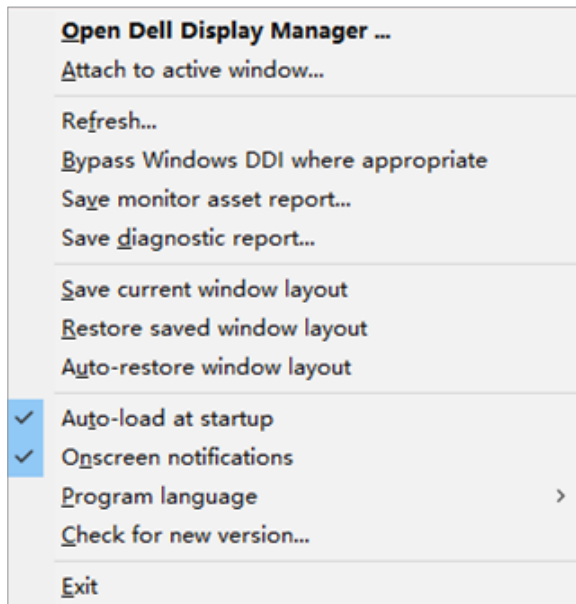 Open Dell Display Manager ...
Attach to active window...
Refresh...
Bypass Windows DDI where appropriate
Save monitor asset report...
Save diagnostic report...
Save current window layout
Restore saved window layout
Auto-restore window layout
Auto-load at startup
Onscreen notifications
Program language
Check for new version...
Exit